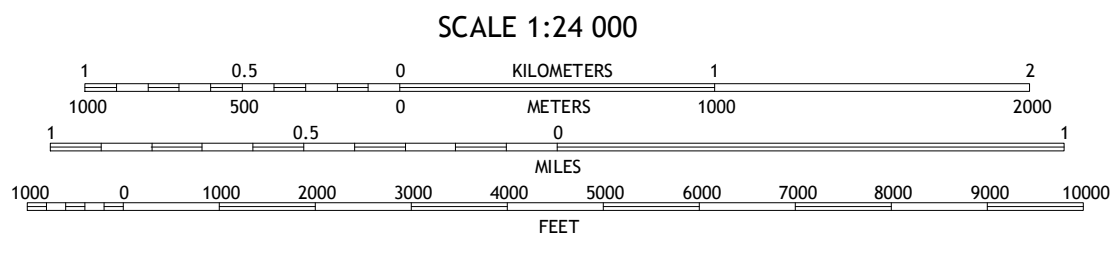 SCALE 1:24 000
1 0.5 0 KILOMETERS 1 2
1000 500 0 METERS 1000 2000
1 0.5 0 1
MILES
1000 0 1000 2000 3000 4000 5000 6000 7000 8000 9000 10000
FEET